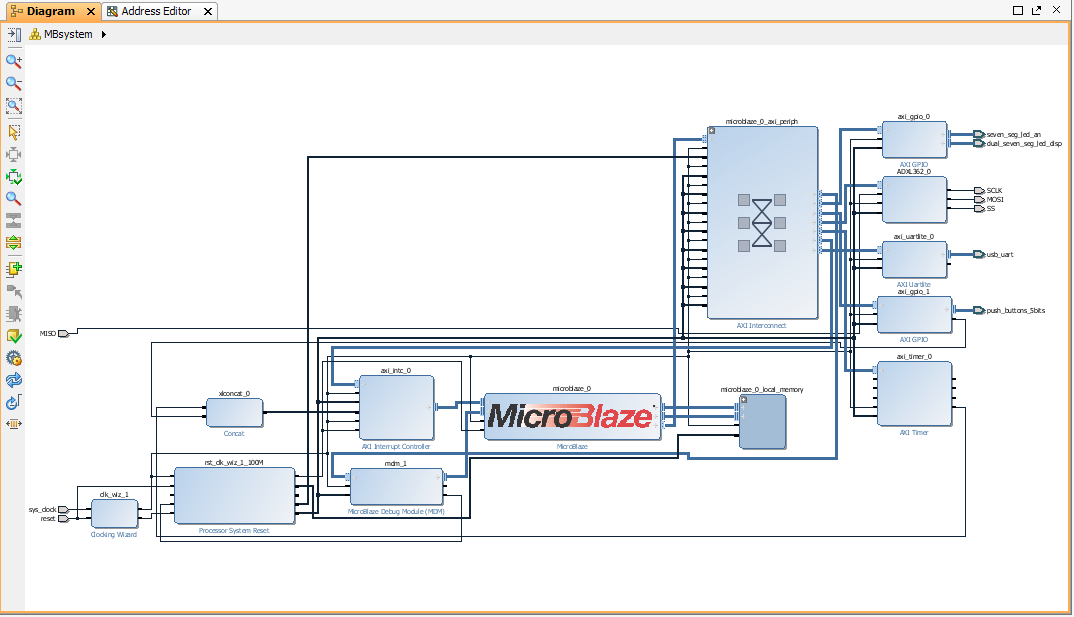 Diagram
Address Editor
MBsystem
microblaze_0_axi_periph
AXI Interconnect
axi_gpio_0
AXI GPIO
seven_seg_led_an
dual_seven_seg_led_disp
ADXL362_0
SCLK
MOSI
SS
axi_uartlite_0
AXI Uartlite
usb_uart
axi_gpio_1
AXI GPIO
push_buttons_5bits
MISO
axi_timer_0
AXI Timer
axi_intc_0
AXI Interrupt Controller
microblaze_0
MicroBlaze
MicroBlaze
microblaze_0_local_memory
xlconcat_0
Concat
rst_clk_wiz_1_100M
Processor System Reset
mdm_1
MicroBlaze Debug Module (MDM)
clk_wiz_1
Clocking Wizard
sys_clock
reset